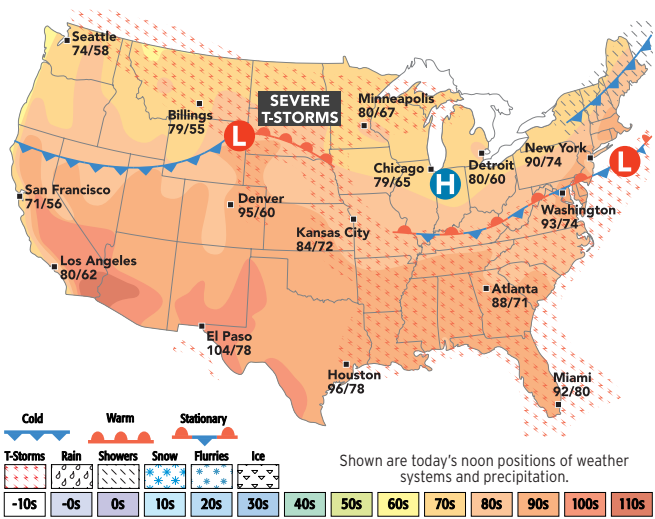 Seattle
74/58
Billings
79/55
SEVERE
T-STORMS
Minneapolis
80/67
L
Chicago
79/65
H
Detroit
80/60
New York
90/74
L
San Francisco
71/56
Denver
95/60
Kansas City
84/72
Washington
93/74
Los Angeles
80/62
Atlanta
88/71
El Paso
104/78
Houston
96/78
Miami
92/80
Cold
Warm
Stationary
T-Storms
Rain
Showers
Snow
Flurries
Ice
Shown are today's noon positions of weather
systems and precipitation.
-10s
-0s
0s
10s
20s
30s
40s
50s
60s
70s
80s
90s
100s
110s